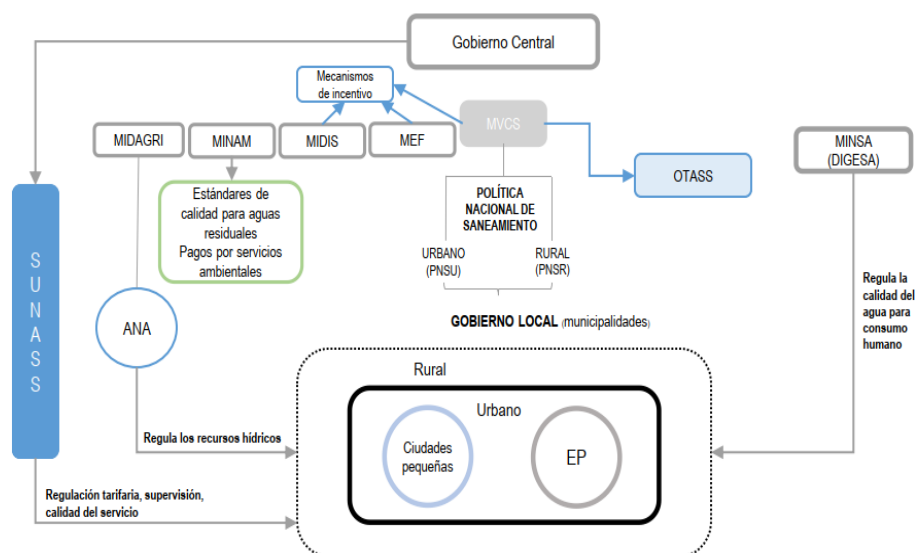 Gobierno Central
Mecanismos
de incentivo
MIDAGRI
MINAM
MIDIS
MEF
MVCS
MINSA
(DIGESA)
OTASS
Estándares de
calidad para aguas
residuales
Pagos por servicios
ambientales
POLÍTICA
NACIONAL DE
SANEAMIENTO
URBANO
(PNSU)
RURAL
(PNSR)
S
U
N
A
S
S
ANA
Regula la
calidad del
agua para
consumo
humano
GOBIERNO LOCAL (municipalidades)
Rural
Urbano
Ciudades
pequeñas
EP
Regula los recursos hídricos
Regulación tarifaria, supervisión,
calidad del servicio